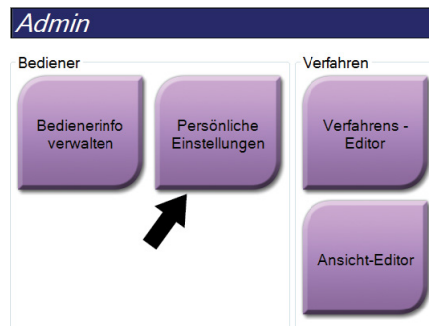 Admin
Bediener
Verfahren
Bedienerinfo
verwalten
Persönliche
Einstellungen
Verfahrens -
Editor
Ansicht-Editor